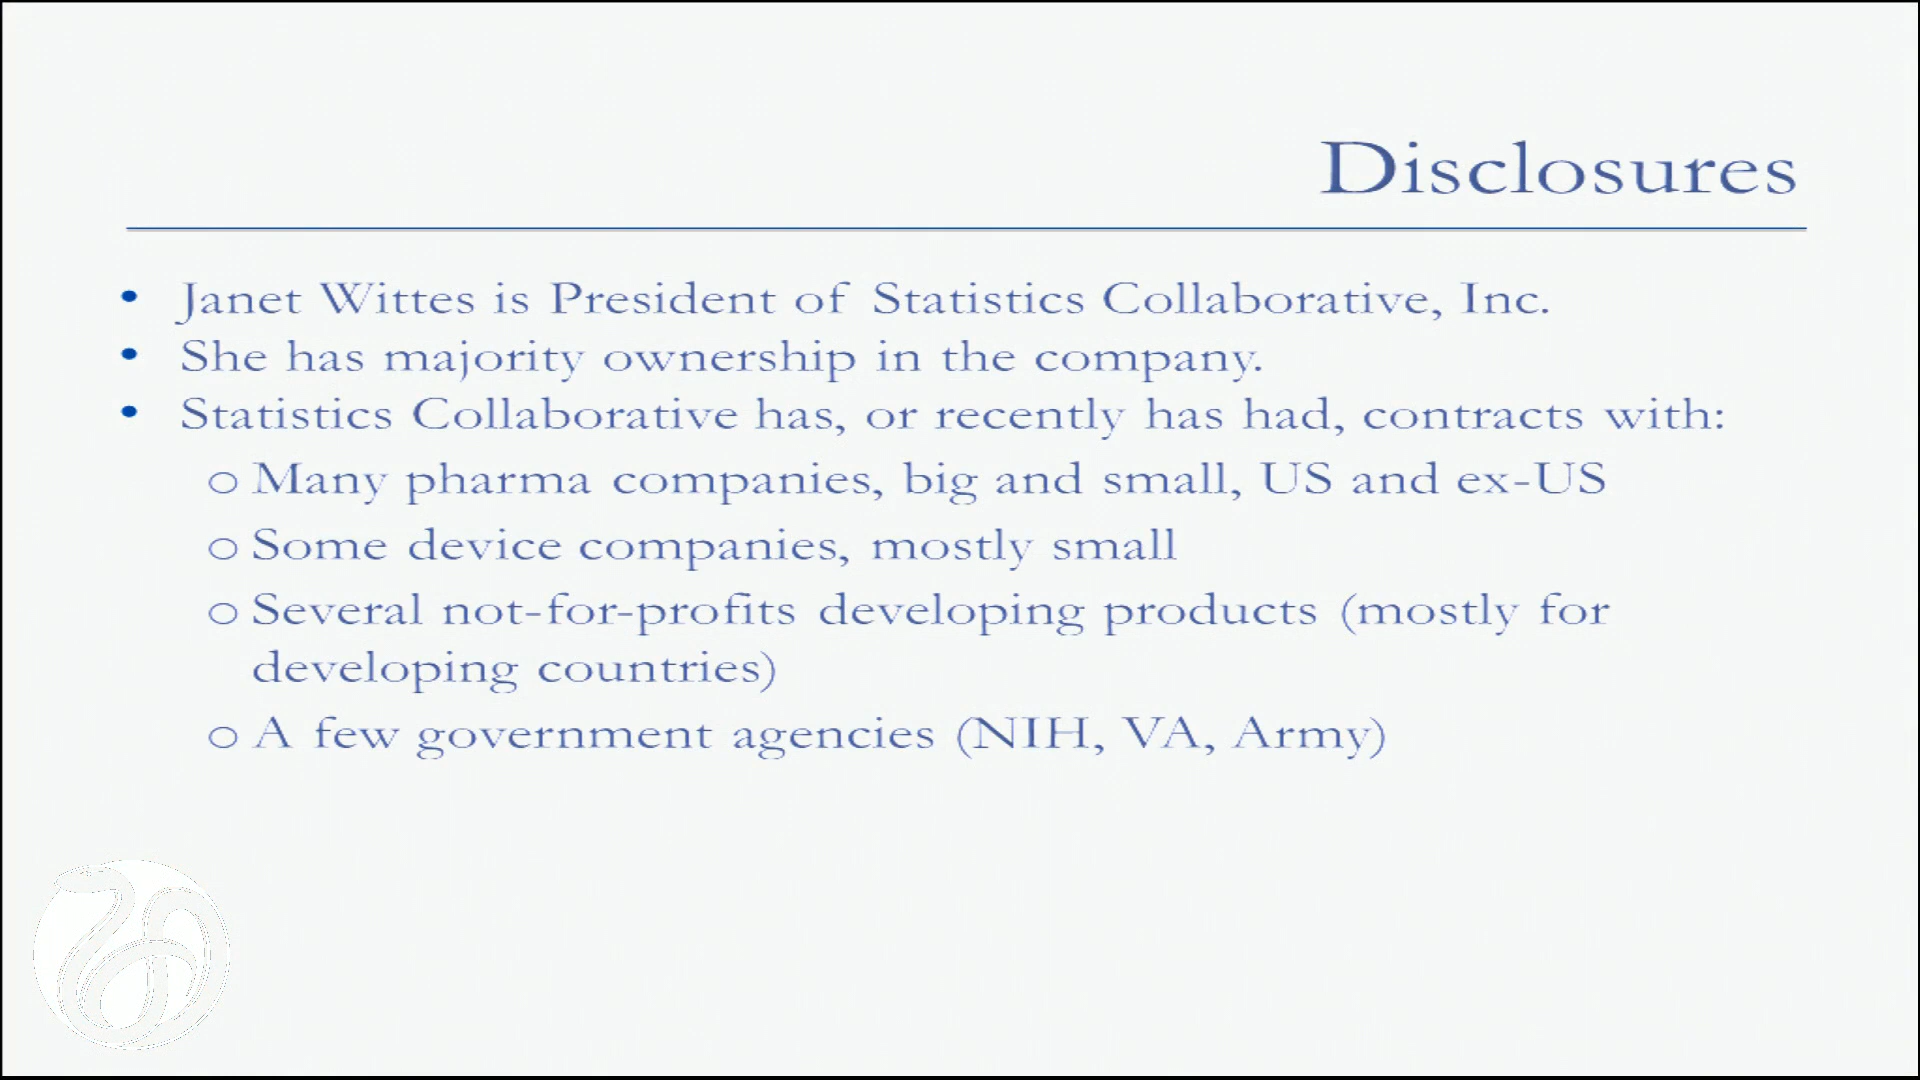 Disclosures
• Janet Wittes is President of Statistics Collaborative, Inc.
• She has majority ownership in the company.
• Statistics Collaborative has, or recently has had, contracts with:
o Many pharma companies, big and small, US and ex-US
o Some device companies, mostly small
o Several not-for-profits developing products (mostly for
developing countries)
o A few government agencies (NIH, VA, Army)